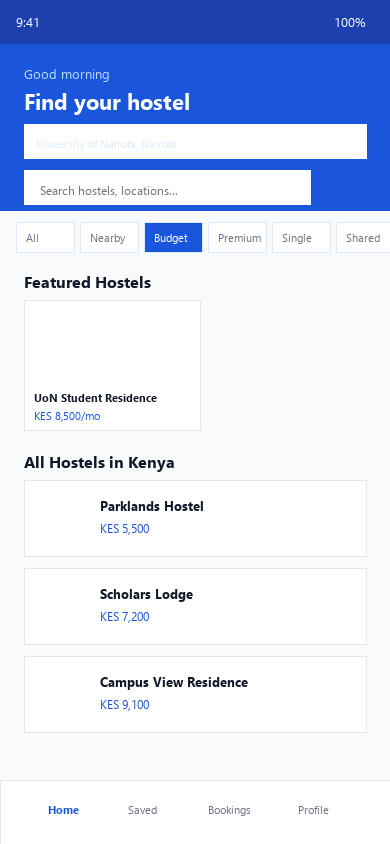 9:41 100%
Good morning
Find your hostel
University of Nairobi, Nairobi
Search hostels, locations...
All Nearby Budget Premium Single Shared
Featured Hostels
UoN Student Residence
KES 8,500/mo
All Hostels in Kenya
Parklands Hostel
KES 5,500
Scholars Lodge
KES 7,200
Campus View Residence
KES 9,100
Home Saved Bookings Profile